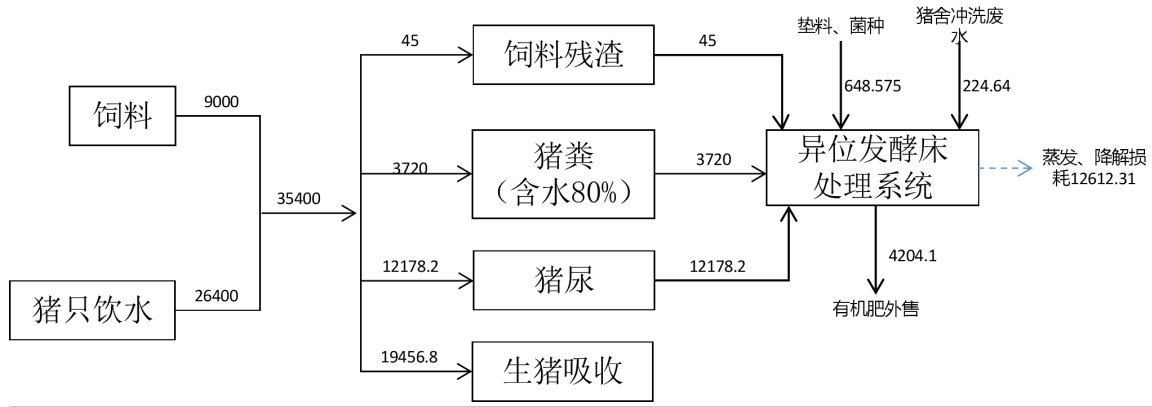 饲料
9000
猪只饮水
26400
35400
45
饲料残渣
45
3720
猪粪
（含水80%）
3720
12178.2
猪尿
12178.2
19456.8
生猪吸收
垫料、菌种
648.575
猪舍冲洗废
水
224.64
异位发酵床
处理系统
蒸发、降解损
耗12612.31
4204.1
有机肥外售